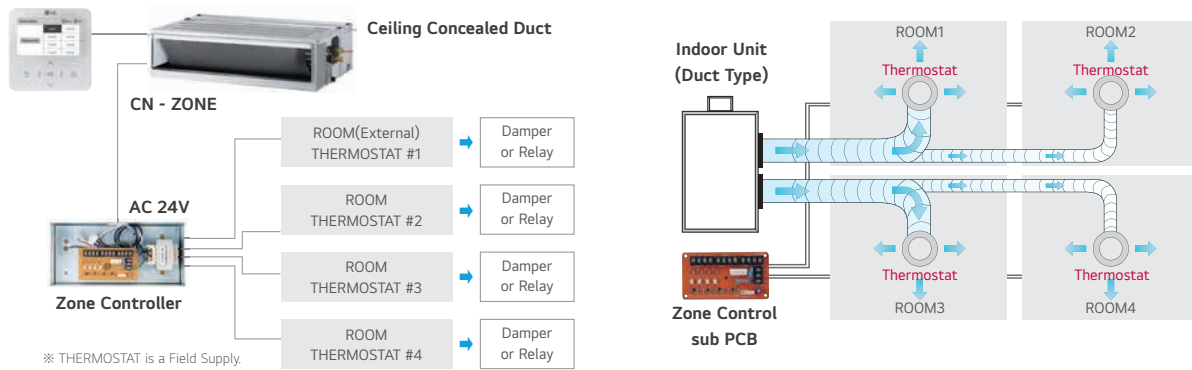 Ceiling Concealed Duct
CN - ZONE
AC 24V
Zone Controller
ROOM(External)
THERMOSTAT #1
Damper
or Relay
ROOM
THERMOSTAT #2
Damper
or Relay
ROOM
THERMOSTAT #3
Damper
or Relay
ROOM
THERMOSTAT #4
Damper
or Relay
※ THERMOSTAT is a Field Supply.
Indoor Unit
(Duct Type)
Zone Control
sub PCB
ROOM1
Thermostat
ROOM2
Thermostat
Thermostat
ROOM3
Thermostat
ROOM4